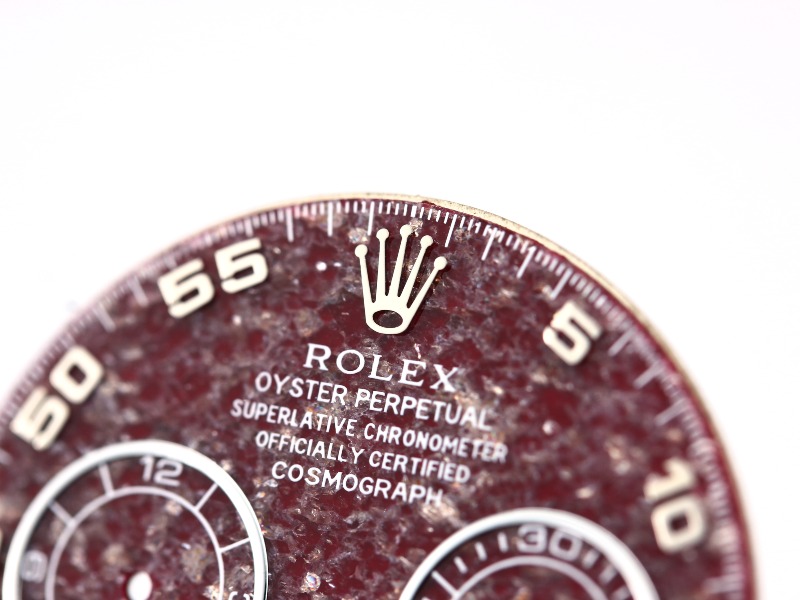 55
5
50
10
ROLEX
OYSTER PERPETUAL
SUPERLATIVE CHRONOMETER
OFFICIALLY CERTIFIED
COSMOGRAPH
12
30